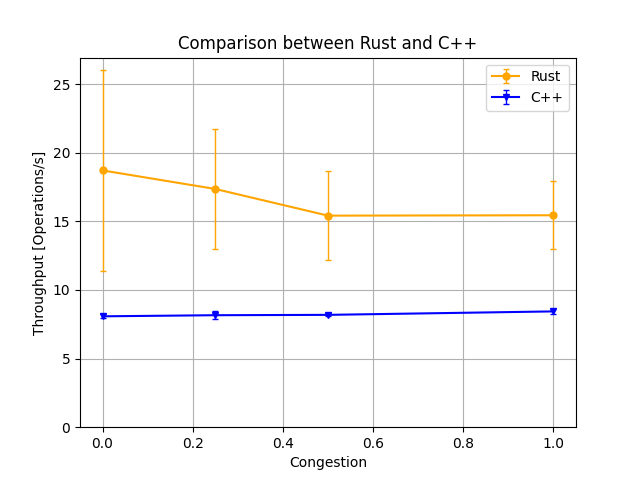 Comparison between Rust and C++
Rust
C++
Throughput [Operations/s]
25
20
15
10
5
0
0.0 0.2 0.4 0.6 0.8 1.0
Congestion